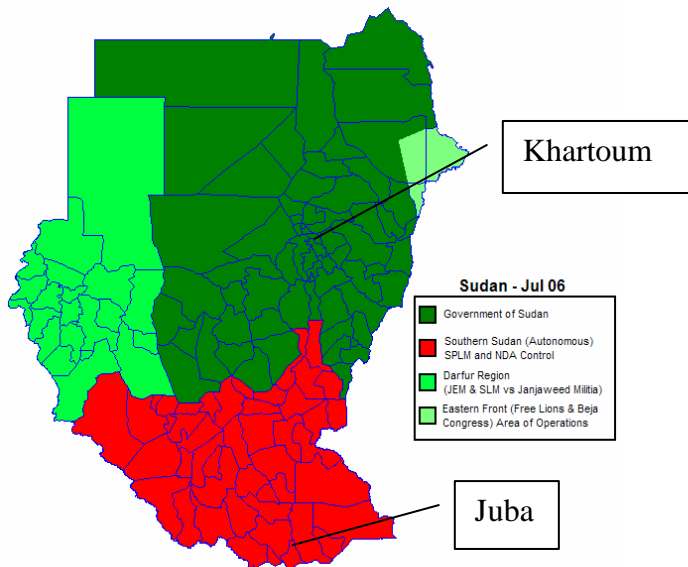 Khartoum
Sudan - Jul 06
Government of Sudan
Southern Sudan (Autonomous)
SPLM and NDA Control
Darfur Region
(JEM & SLM vs Janjaweed Militia)
Eastern Front (Free Lions & Beja
Congress) Area of Operations
Juba